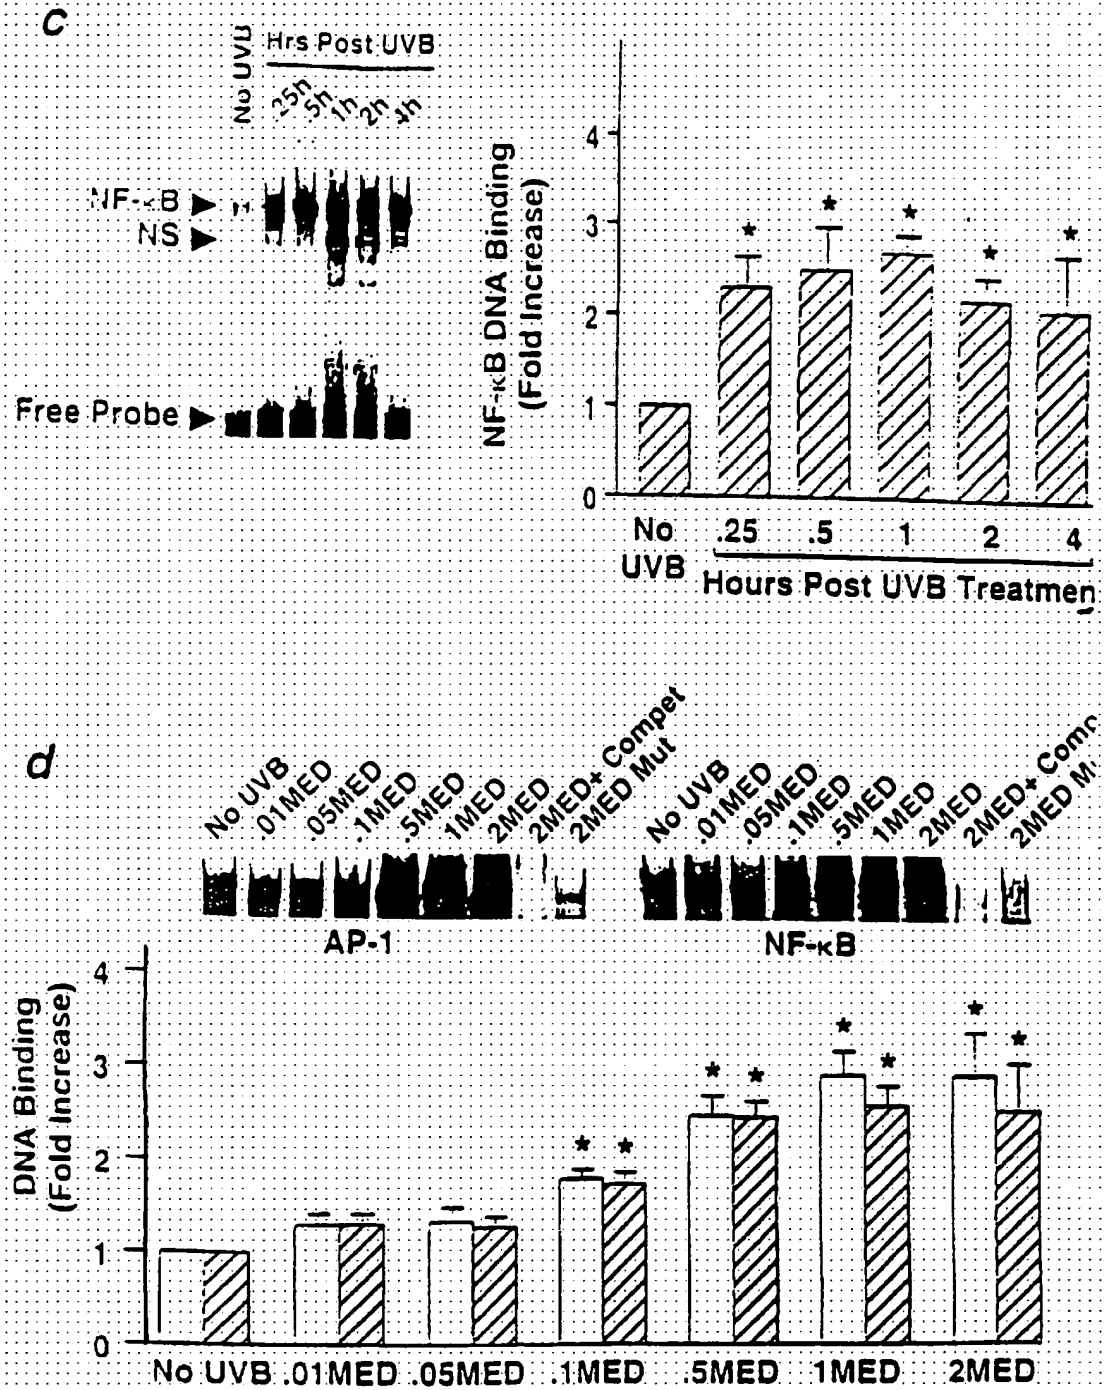 c
No UVB
Hrs Post UVB
.25h
.5h
1h
2h
4h
NF-κB
NS
Free Probe
NF-κB DNA Binding
(Fold Increase)
4
3
2
1
0
*
*
*
*
*
No UVB
.25
.5
1
2
4
Hours Post UVB Treatmen
d
No UVB
.01MED
.05MED
.1MED
.5MED
1MED
2MED
2MED+ Compet
2MED Mut
No UVB
.01MED
.05MED
.1MED
.5MED
1MED
2MED
2MED+ Comp
2MED M
AP-1
NF-κB
DNA Binding
(Fold Increase)
4
3
2
1
0
* *
* *
* *
* *
No UVB .01MED .05MED .1MED .5MED 1MED 2MED